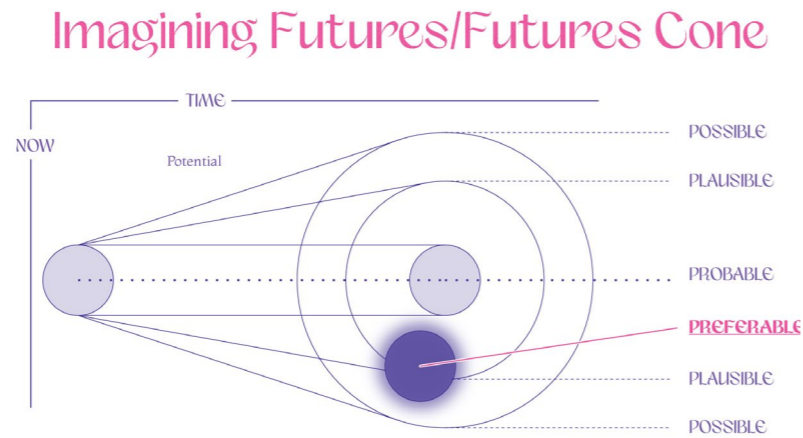 Imagining Futures/Futures Cone
TIME
NOW
Potential
POSSIBLE
PLAUSIBLE
PROBABLE
PREFERABLE
PLAUSIBLE
POSSIBLE